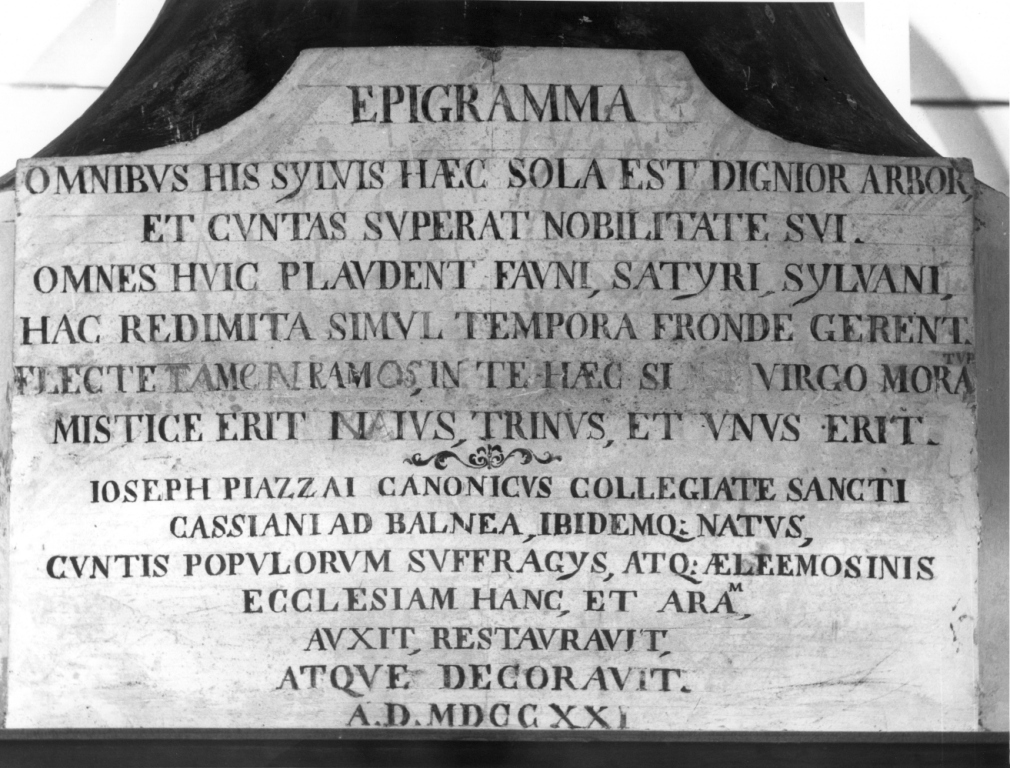 EPIGRAMMA
OMNIBVS HIS SYLVIS HÆC SOLA EST DIGNIOR ARBOR,
ET CVNTAS SVPERAT NOBILITATE SVI.
OMNES HVIC PLAVDENT FAVNI, SATYRI, SYLVANI,
HAC REDIMITA SIMVL TEMPORA FRONDE GERENT.
FLECTE RAMOS, IN TE HÆC SI VIRGO MORATVR
MISTICE ERIT TRINVS, ET VNVS ERIT.
IOSEPH PIAZZAI CANONICVS COLLEGIATE SANCTI
CASSIANI AD BALNEA, IBIDEMQ: NATVS,
CVNTIS POPVLORVM SVFFRAGYS, ATQ: ÆLEEMOSINIS
ECCLESIAM HANC, ET ARAM,
AVXIT, RESTAVRAVIT,
ATQVE DECORAVIT.
A.D. MDCCXXI